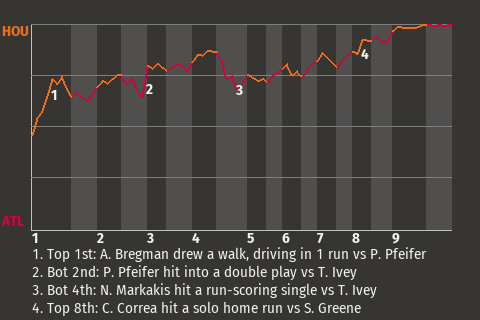 HOU
1
2
3
4
ATL
1 2 3 4 5 6 7 8 9
1. Top 1st: A. Bregman drew a walk, driving in 1 run vs P. Pfeifer
2. Bot 2nd: P. Pfeifer hit into a double play vs T. Ivey
3. Bot 4th: N. Markakis hit a run-scoring single vs T. Ivey
4. Top 8th: C. Correa hit a solo home run vs S. Greene